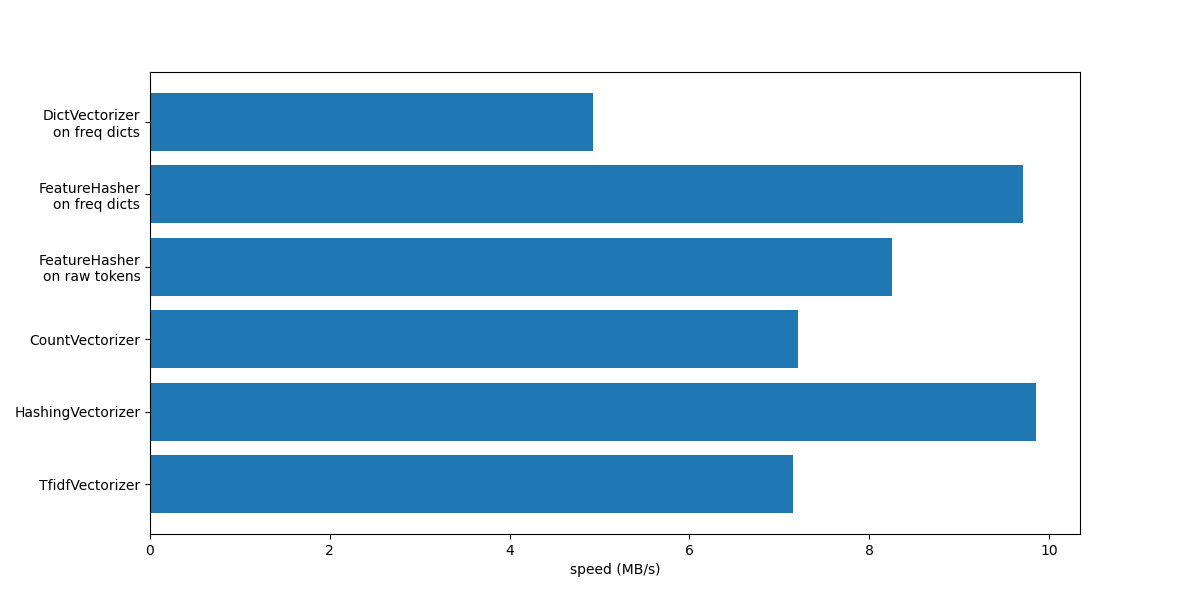 DictVectorizer
on freq dicts
FeatureHasher
on freq dicts
FeatureHasher
on raw tokens
CountVectorizer
HashingVectorizer
TfidfVectorizer
0 2 4 6 8 10
speed (MB/s)